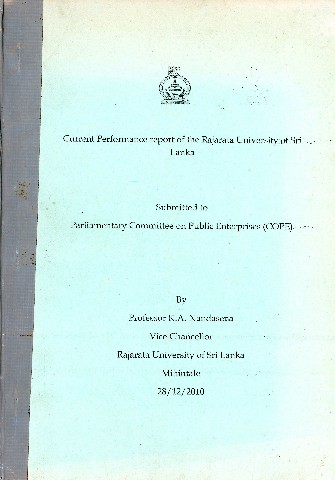 Current Performance report of the Rajarata University of Sri
Lanka
Submitted to
Parliamentary Committee on Public Enterprises (COPE).
By
Professor K.A. Nandasena
Vice Chancellor
Rajarata University of Sri Lanka
Mihintale
28/12/2010